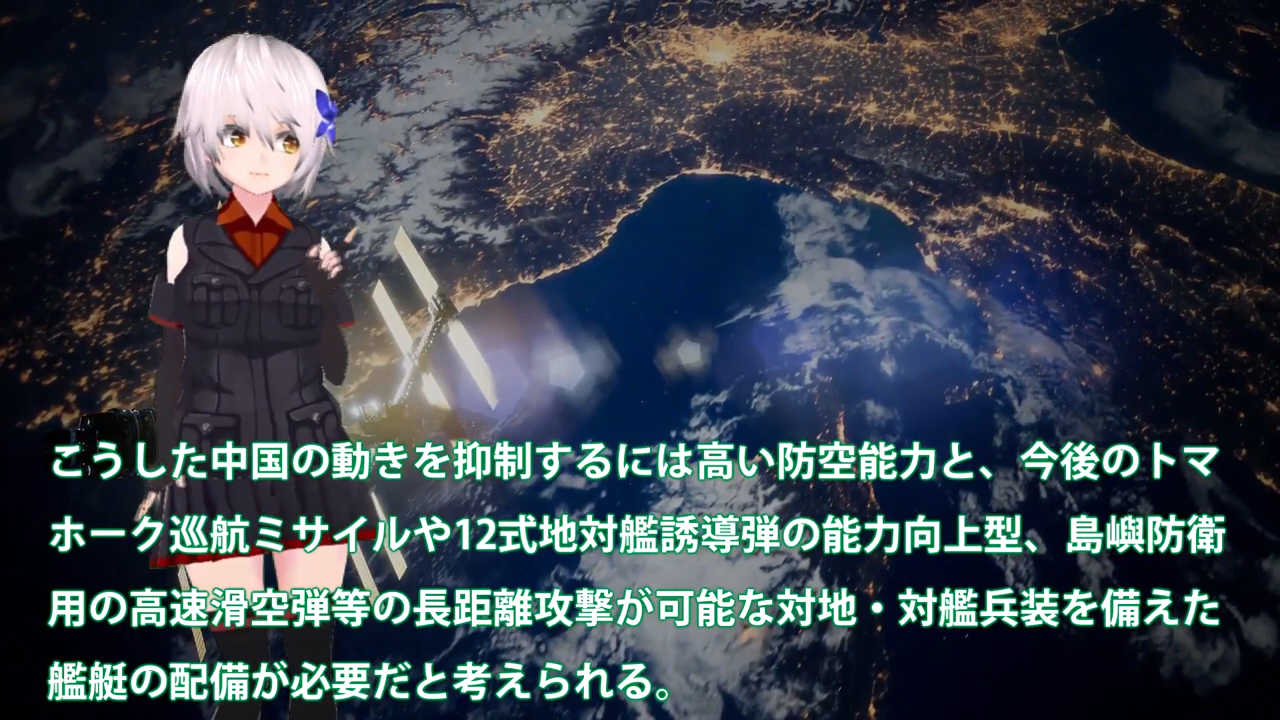 こうした中国の動きを抑制するには高い防空能力と、今後のトマ
ホーク巡航ミサイルや12式地対艦誘導弾の能力向上型、島嶼防衛
用の高速滑空弾等の長距離攻撃が可能な対地・対艦兵装を備えた
艦艇の配備が必要だと考えられる。